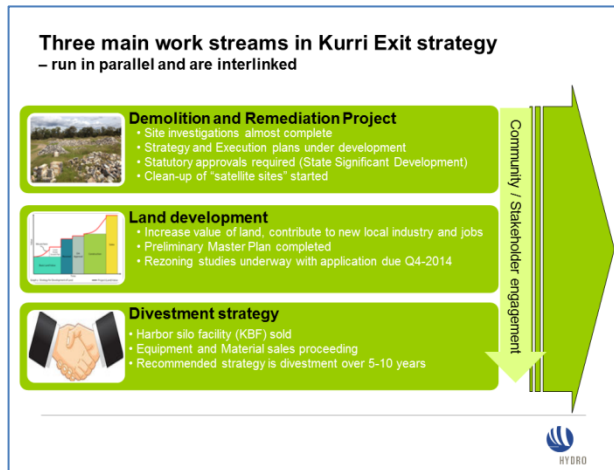 Three main work streams in Kurri Exit strategy
– run in parallel and are interlinked
Demolition and Remediation Project
• Site investigations almost complete
• Strategy and Execution plans under development
• Statutory approvals required (State Significant Development)
• Clean-up of “satellite sites” started
Land development
• Increase value of land, contribute to new local industry and jobs
• Preliminary Master Plan completed
• Rezoning studies underway with application due Q4-2014
Divestment strategy
• Harbor silo facility (KBF) sold
• Equipment and Material sales proceeding
• Recommended strategy is divestment over 5-10 years
Community / Stakeholder engagement
HYDRO